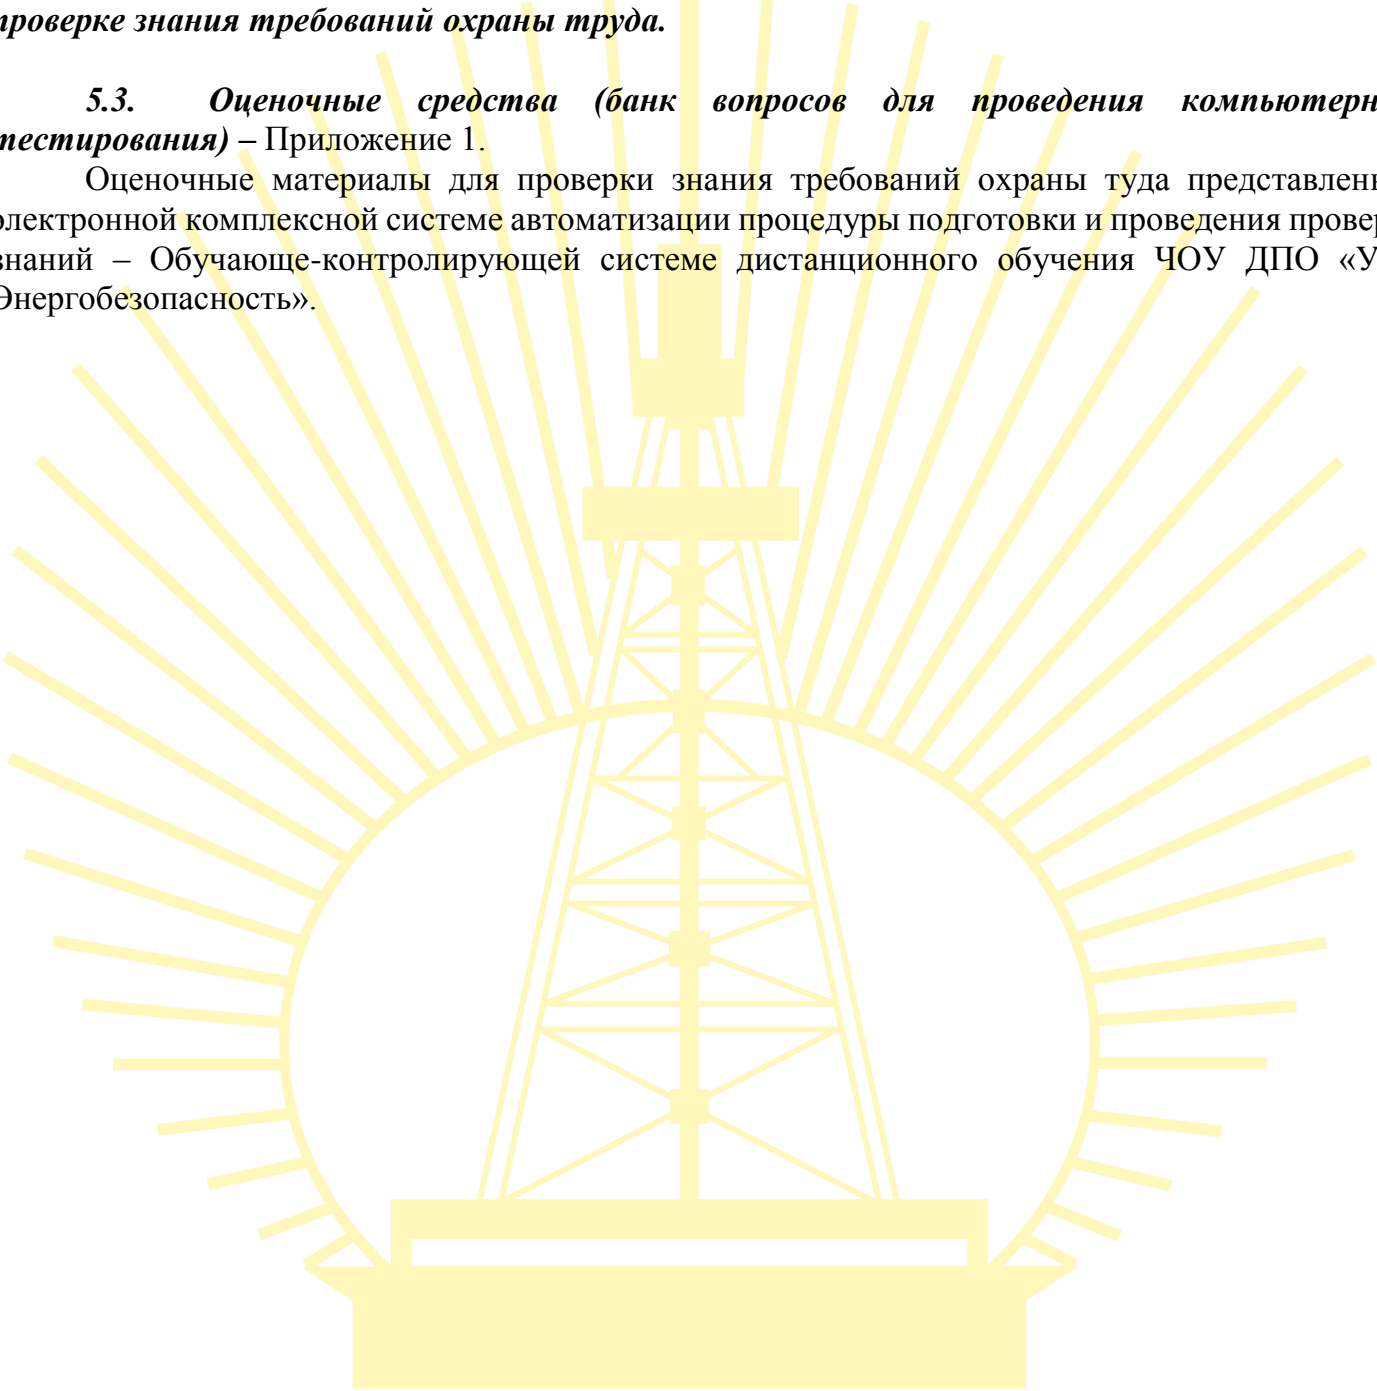 проверке знания требований охраны труда.
5.3. Оценочные средства (банк вопросов для проведения компьютерн
тестирования) – Приложение 1.
Оценочные материалы для проверки знания требований охраны туда представлен
электронной комплексной системе автоматизации процедуры подготовки и проведения провер
знаний – Обучающе-контролирующей системе дистанционного обучения ЧОУ ДПО «У
Энергобезопасность».